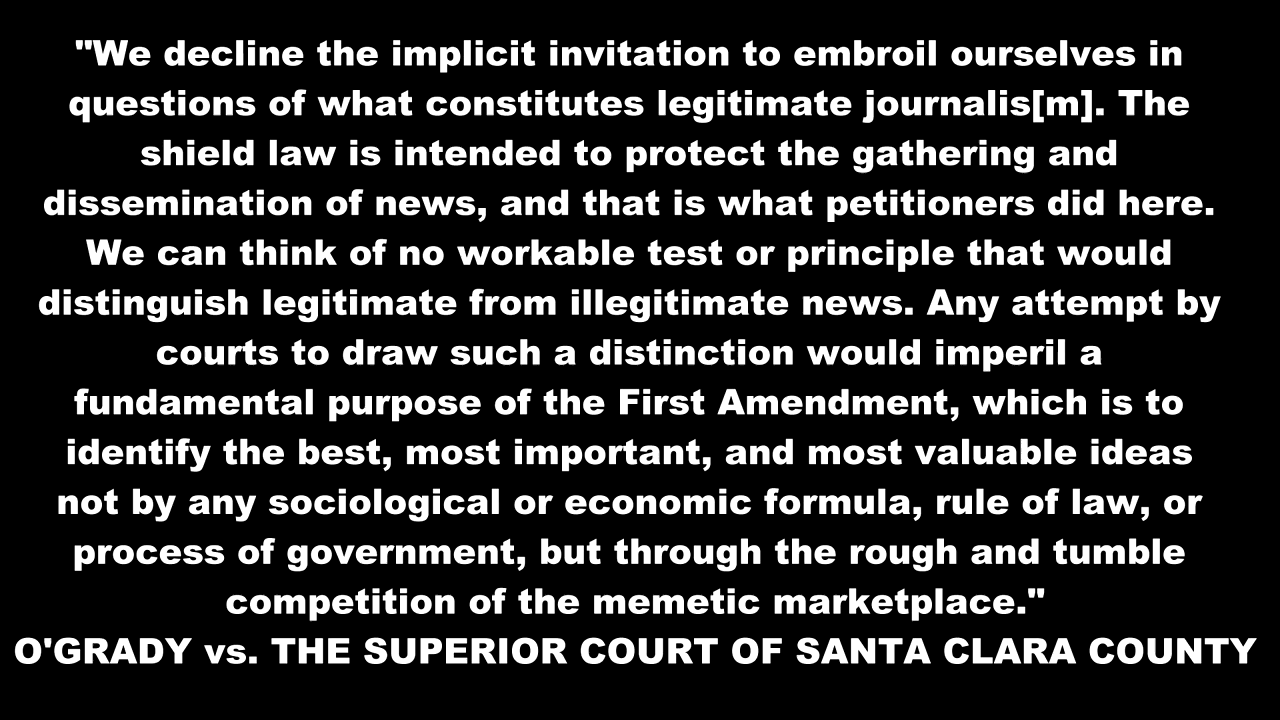 "We decline the implicit invitation to embroil ourselves in
questions of what constitutes legitimate journalis[m]. The
shield law is intended to protect the gathering and
dissemination of news, and that is what petitioners did here.
We can think of no workable test or principle that would
distinguish legitimate from illegitimate news. Any attempt by
courts to draw such a distinction would imperil a
fundamental purpose of the First Amendment, which is to
identify the best, most important, and most valuable ideas
not by any sociological or economic formula, rule of law, or
process of government, but through the rough and tumble
competition of the memetic marketplace."
O'GRADY vs. THE SUPERIOR COURT OF SANTA CLARA COUNTY